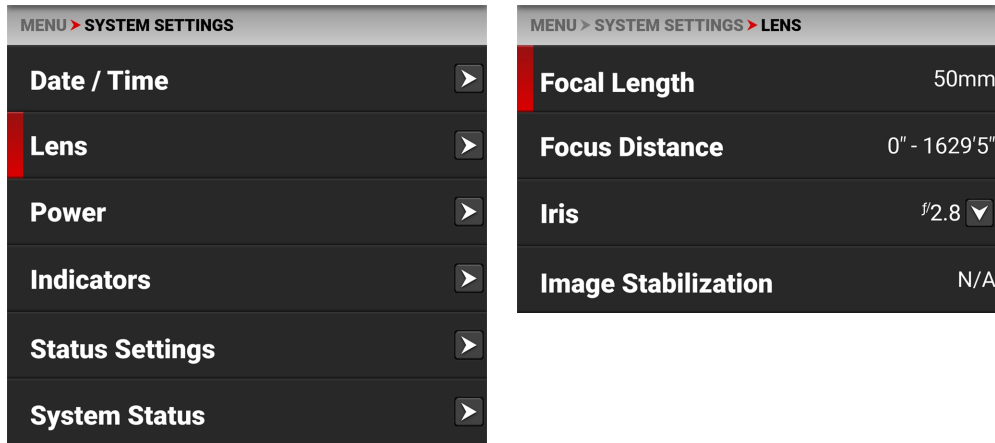 MENU > SYSTEM SETTINGS
Date / Time
Lens
Power
Indicators
Status Settings
System Status
MENU > SYSTEM SETTINGS > LENS
Focal Length 50mm
Focus Distance 0" - 1629'5"
Iris ƒ/2.8
Image Stabilization N/A